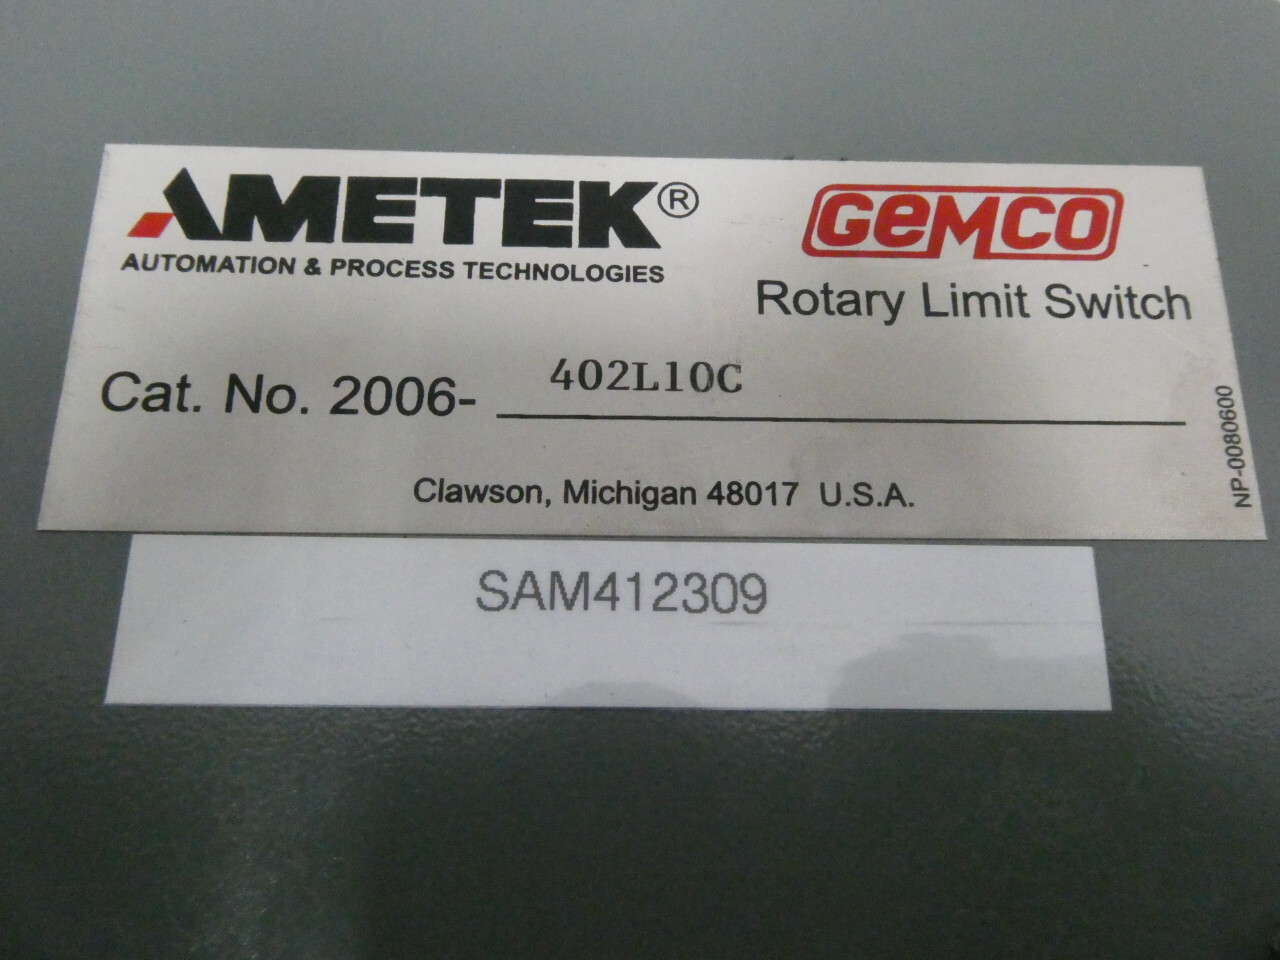 AMETEK®
AUTOMATION & PROCESS TECHNOLOGIES
GEMCO
Rotary Limit Switch
Cat. No. 2006- 402L10C
Clawson, Michigan 48017 U.S.A.
NP-0080600
SAM412309